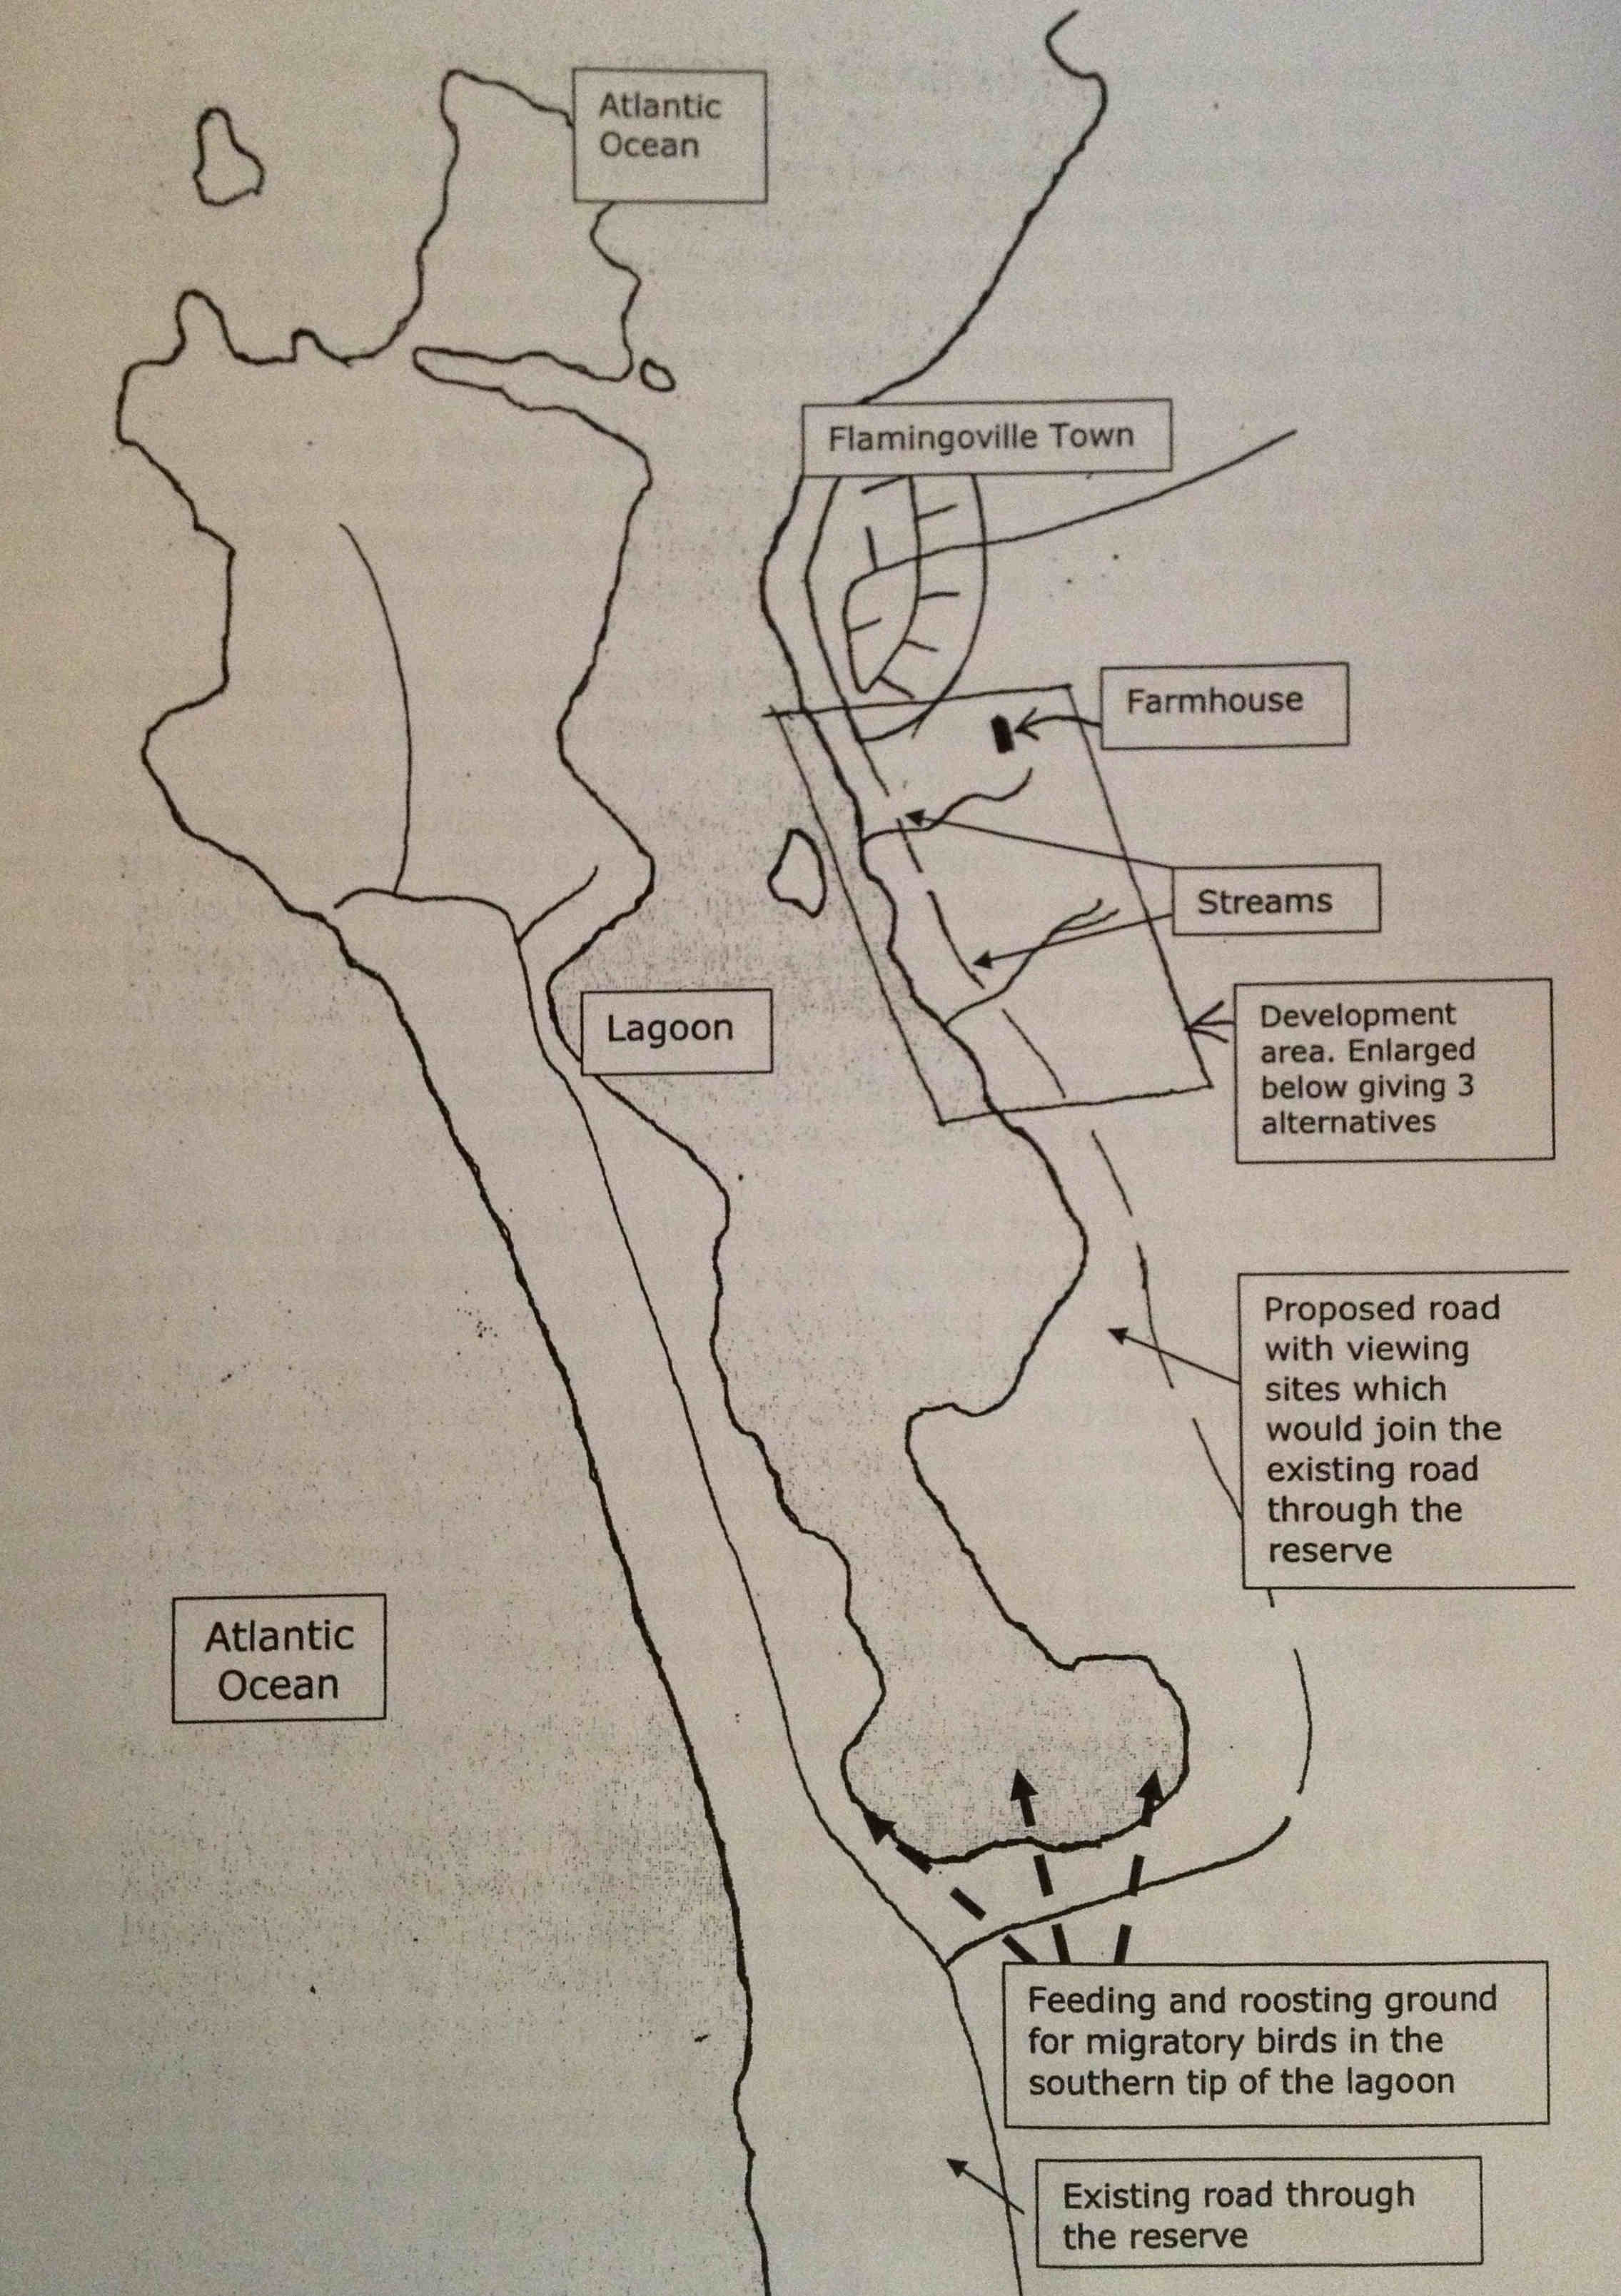 Atlantic
Ocean
Flamingoville Town
Farmhouse
Streams
Lagoon
Development
area. Enlarged
below giving 3
alternatives
Proposed road
with viewing
sites which
would join the
existing road
through the
reserve
Atlantic
Ocean
Feeding and roosting ground
for migratory birds in the
southern tip of the lagoon
Existing road through
the reserve